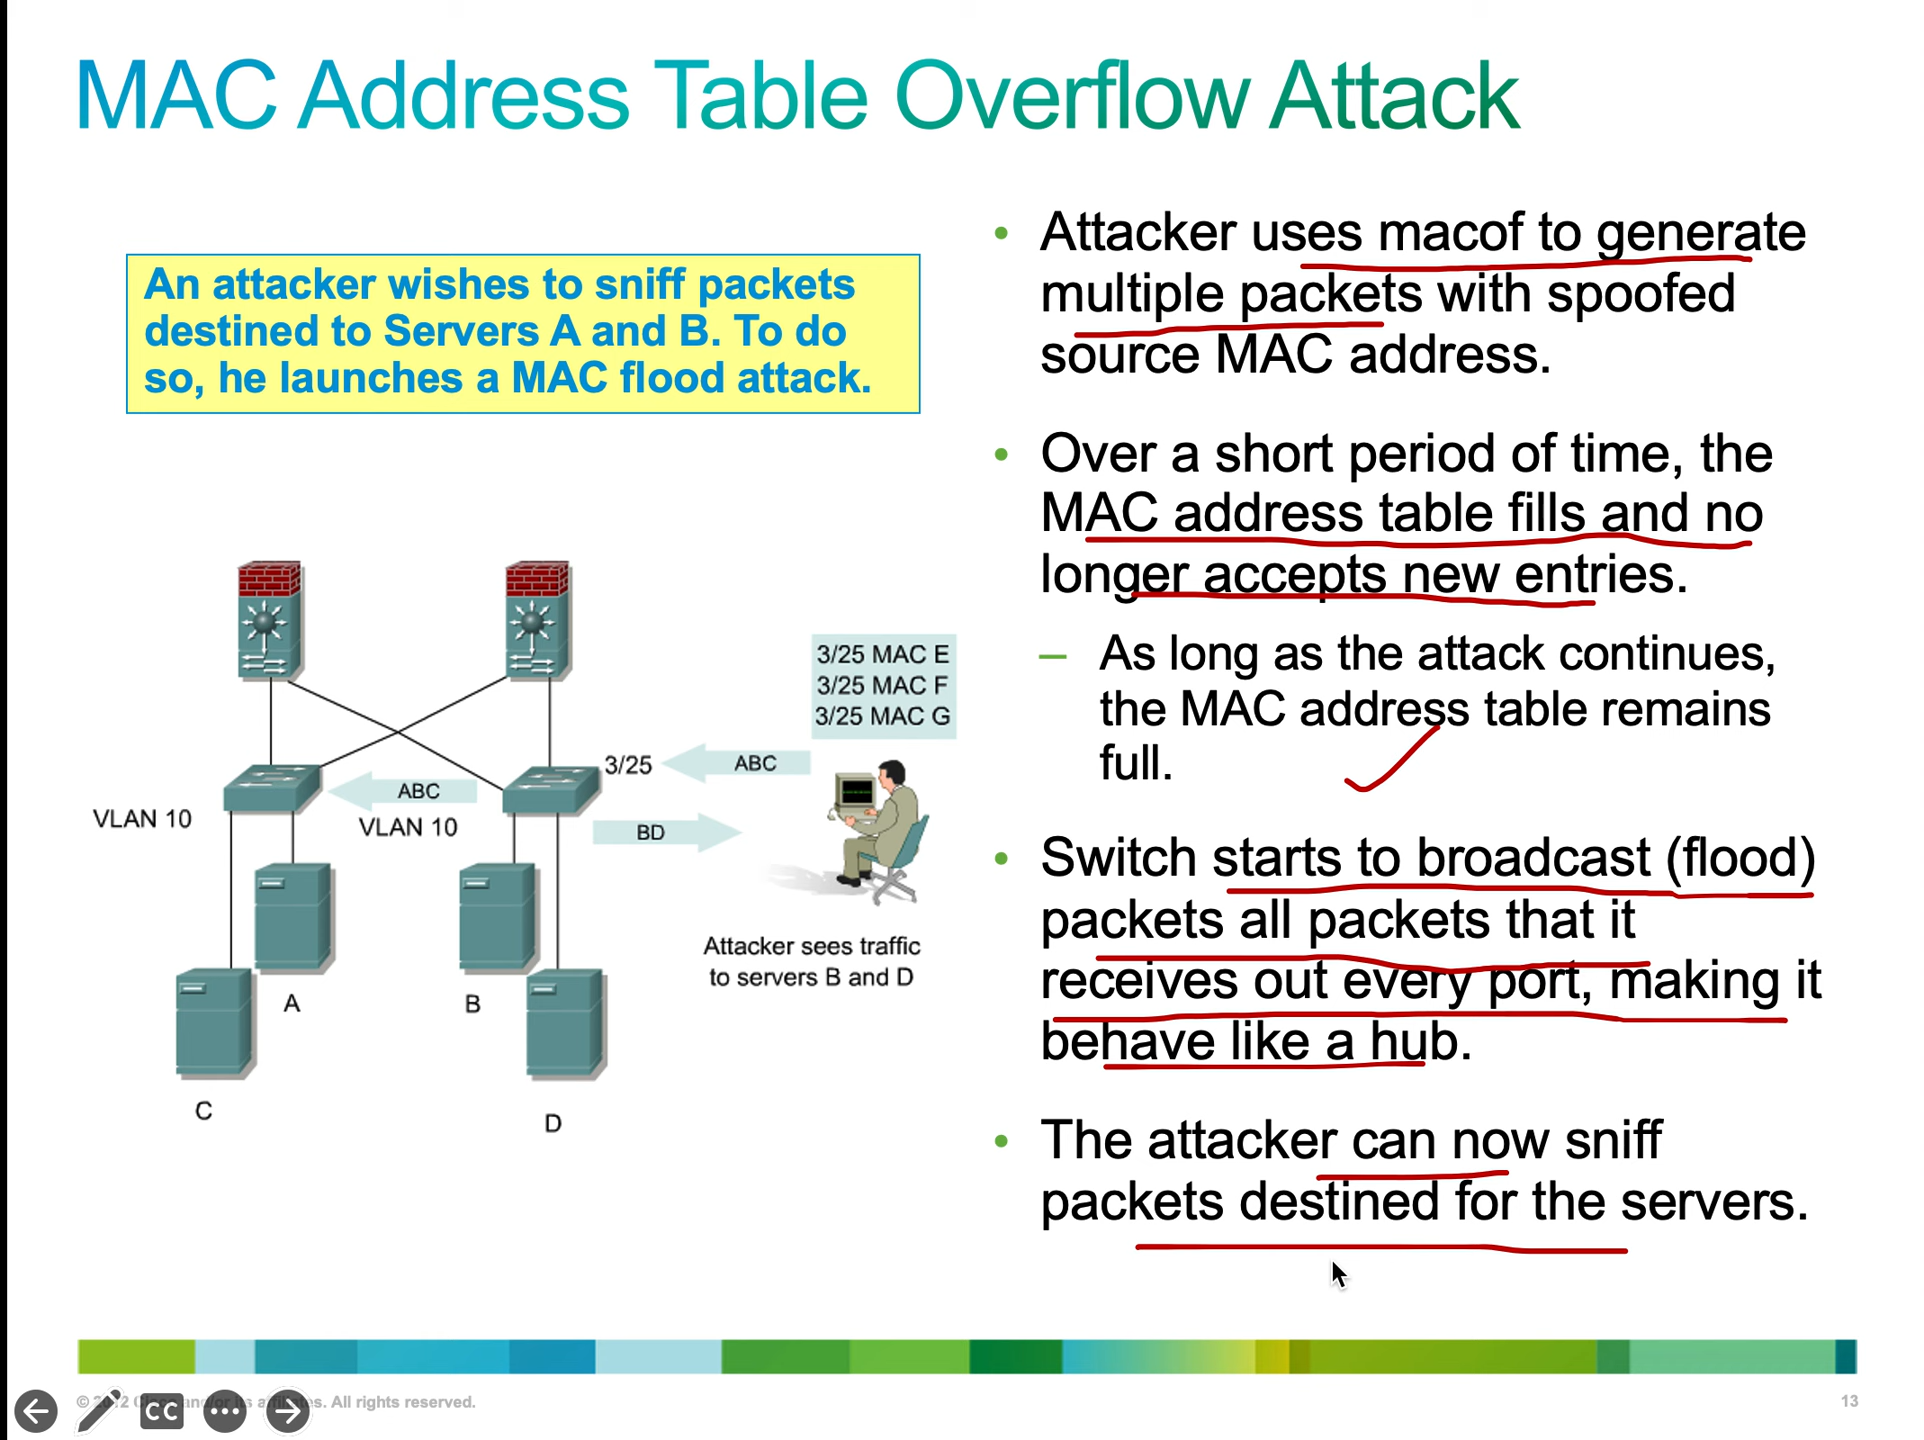 MAC Address Table Overflow Attack
An attacker wishes to sniff packets
destined to Servers A and B. To do
so, he launches a MAC flood attack.
3/25 MAC E
3/25 MAC F
3/25 MAC G
3/25
ABC
ABC
VLAN 10
VLAN 10
BD
Attacker sees traffic
to servers B and D
A
B
C
D
• Attacker uses macof to generate
multiple packets with spoofed
source MAC address.
• Over a short period of time, the
MAC address table fills and no
longer accepts new entries.
– As long as the attack continues,
the MAC address table remains
full.
• Switch starts to broadcast (flood)
packets all packets that it
receives out every port, making it
behave like a hub.
• The attacker can now sniff
packets destined for the servers.
© All rights reserved.
CC
13